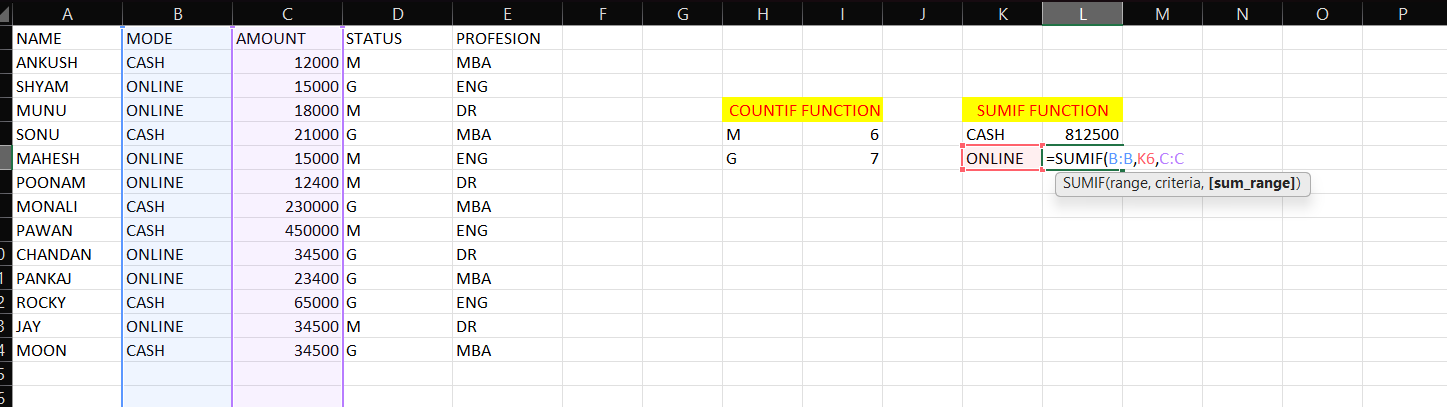 A B C D E F G H I J K L M N O P
NAME MODE AMOUNT STATUS PROFESION
ANKUSH CASH 12000 M MBA
SHYAM ONLINE 15000 G ENG
MUNU ONLINE 18000 M DR COUNTIF FUNCTION SUMIF FUNCTION
SONU CASH 21000 G MBA M 6 CASH 812500
MAHESH ONLINE 15000 M ENG G 7 ONLINE =SUMIF(B:B,K6,C:C
POONAM ONLINE 12400 M DR SUMIF(range, criteria, [sum_range])
MONALI CASH 230000 G MBA
PAWAN CASH 450000 M ENG
0 CHANDAN ONLINE 34500 G DR
1 PANKAJ ONLINE 23400 G MBA
2 ROCKY CASH 65000 G ENG
3 JAY ONLINE 34500 M DR
4 MOON CASH 34500 G MBA
5
6